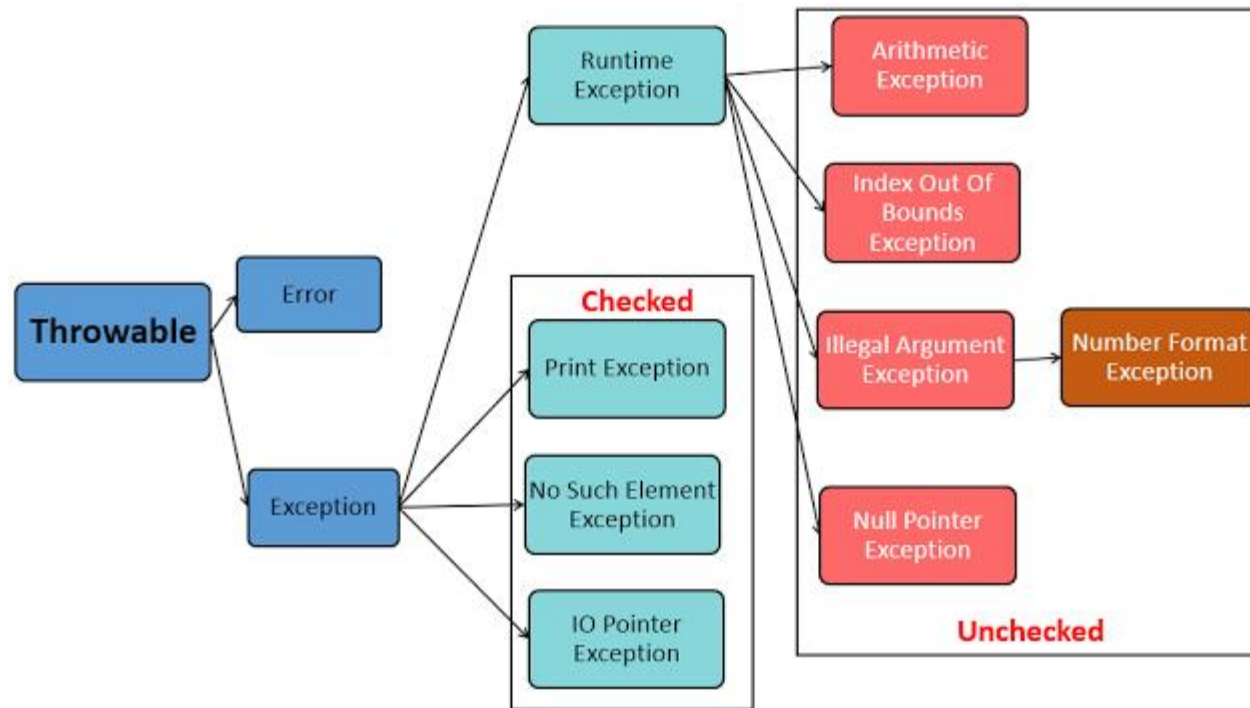 Throwable
Error
Exception
Runtime
Exception
Checked
Print Exception
No Such Element
Exception
IO Pointer
Exception
Arithmetic
Exception
Index Out Of
Bounds
Exception
Illegal Argument
Exception
Number Format
Exception
Null Pointer
Exception
Unchecked